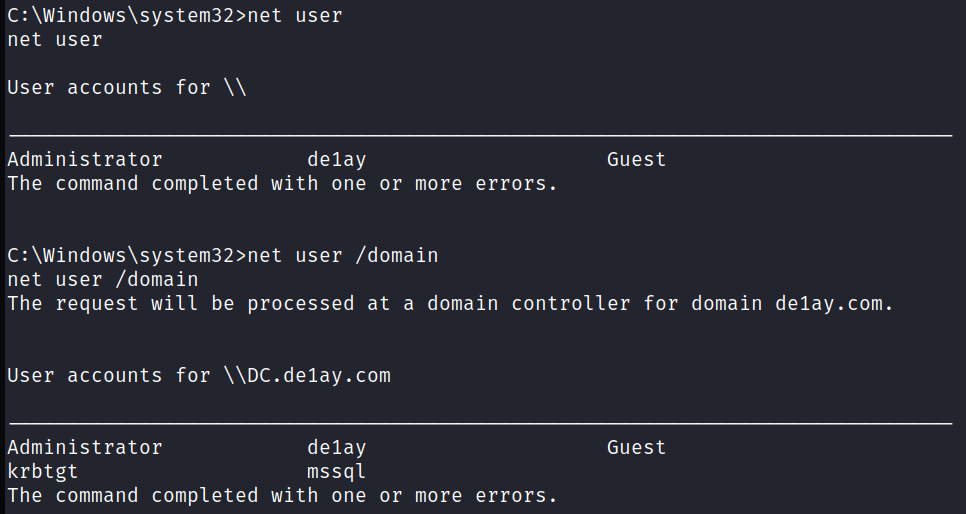 C:\Windows\system32>net user
net user
User accounts for \\
-------------------------------------------------------------------------------
Administrator            de1ay                    Guest
The command completed with one or more errors.
C:\Windows\system32>net user /domain
net user /domain
The request will be processed at a domain controller for domain de1ay.com.
User accounts for \\DC.de1ay.com
-------------------------------------------------------------------------------
Administrator            de1ay                    Guest
krbtgt                   mssql
The command completed with one or more errors.